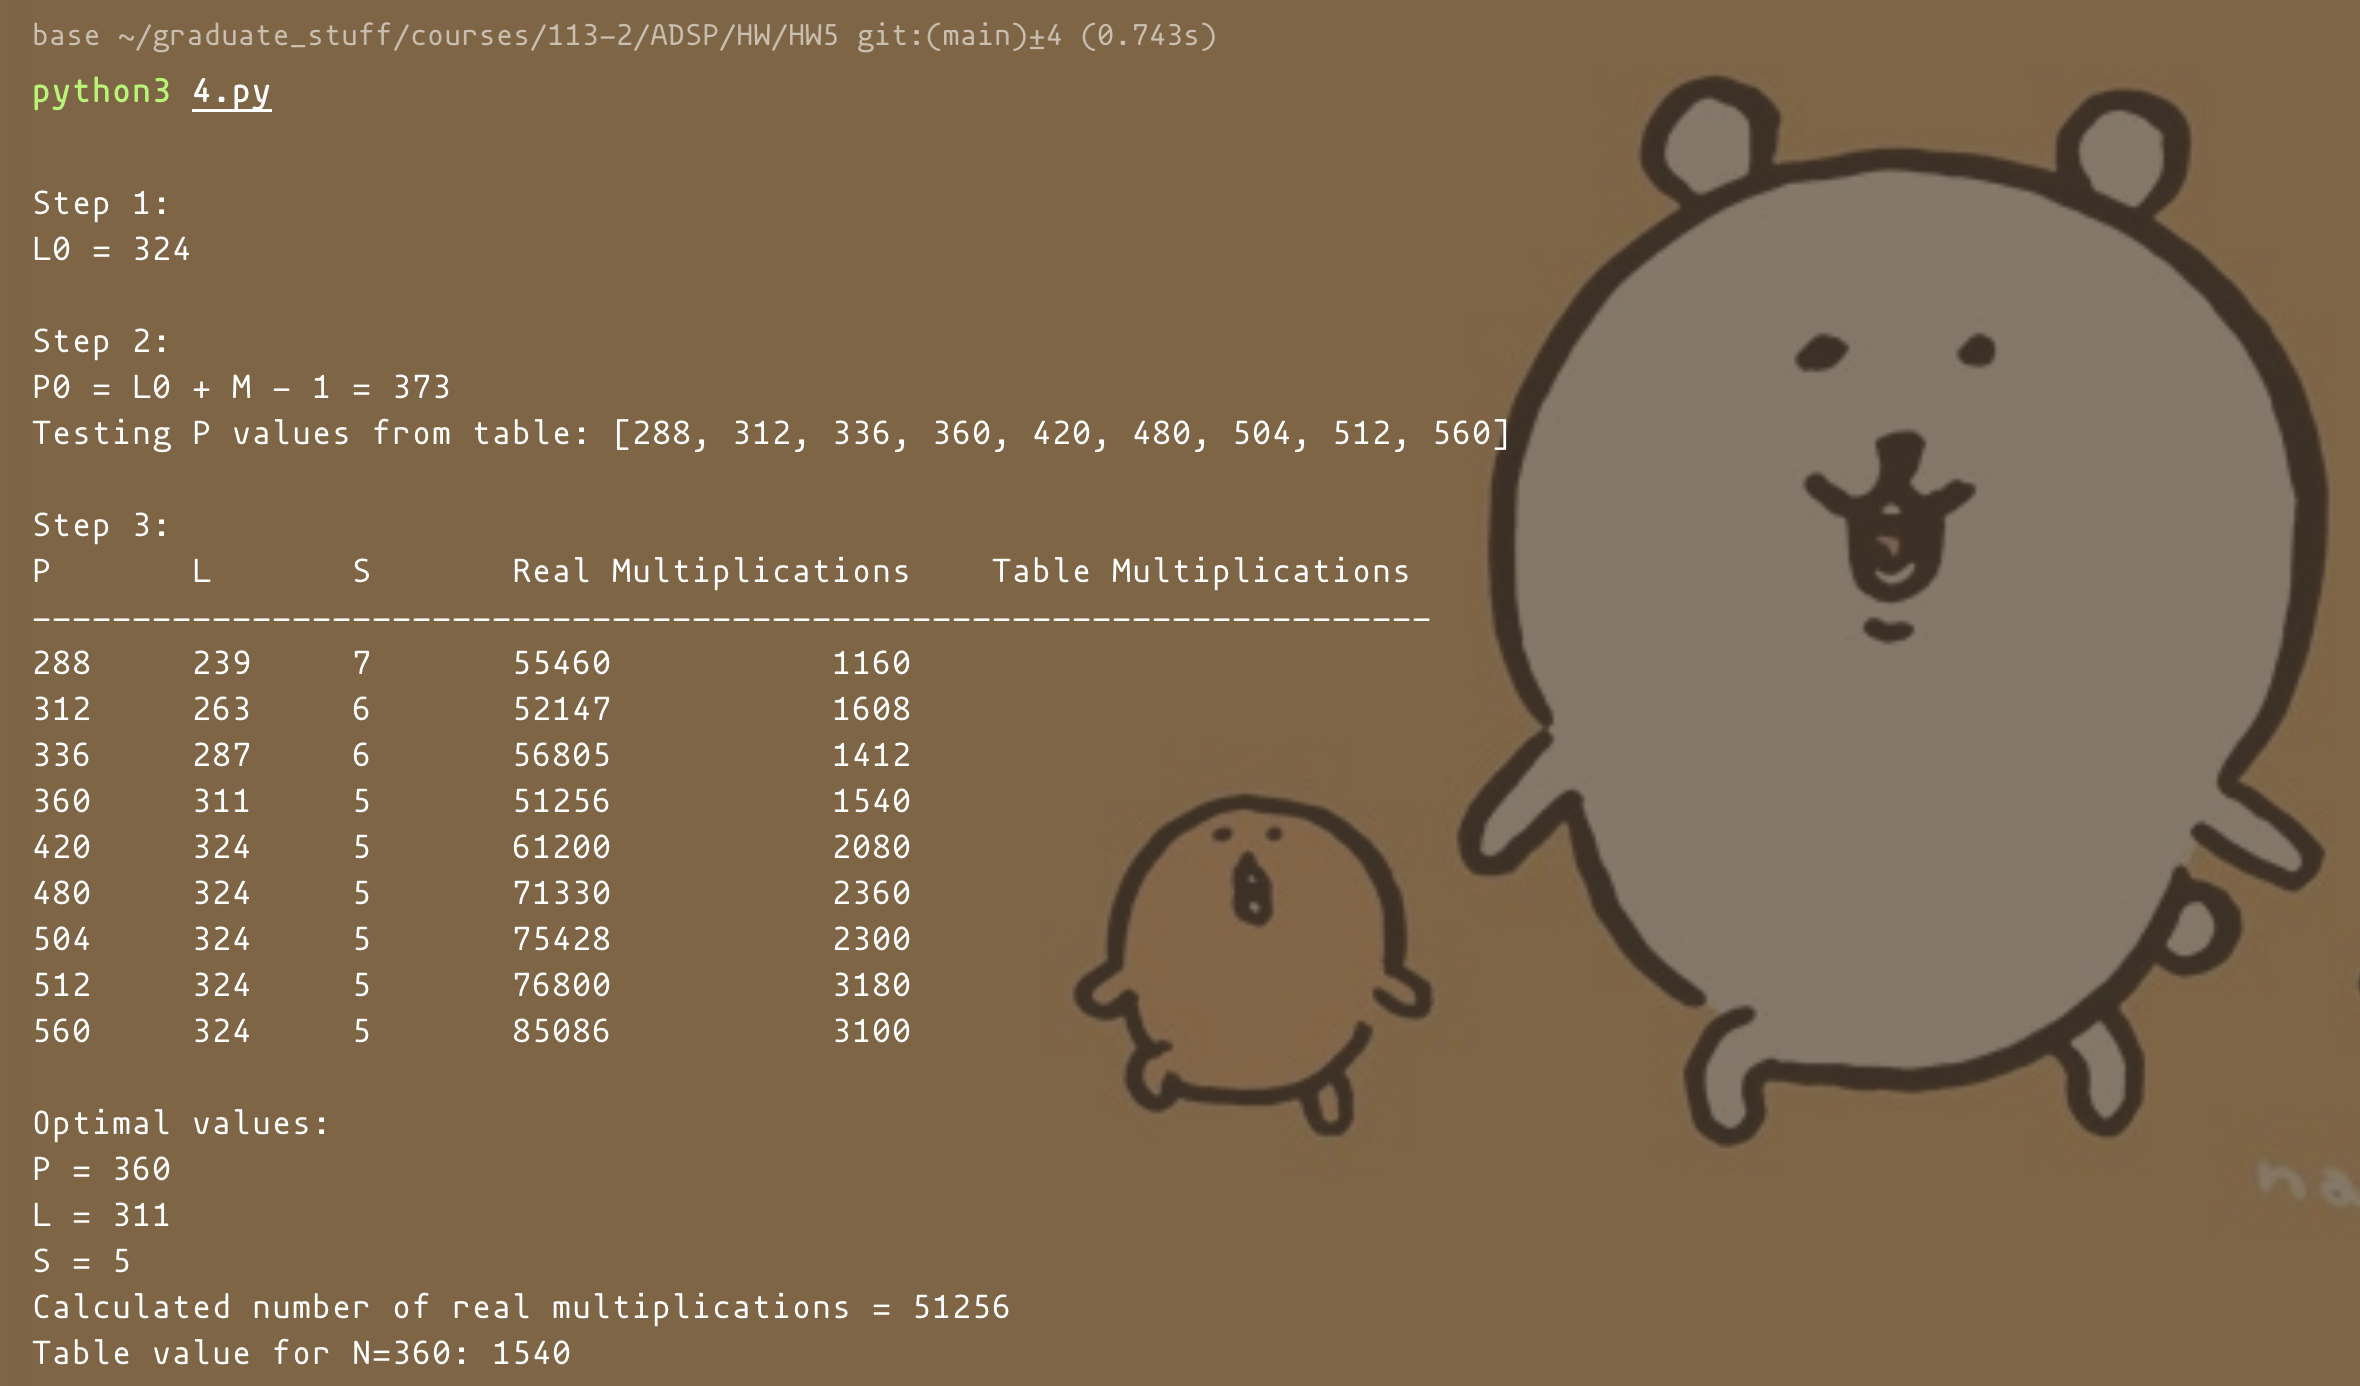 base ~/graduate_stuff/courses/113-2/ADSP/HW/HW5 git:(main)±4 (0.743s)
python3 4.py
Step 1:
L0 = 324
Step 2:
P0 = L0 + M - 1 = 373
Testing P values from table: [288, 312, 336, 360, 420, 480, 504, 512, 560]
Step 3:
P L S Real Multiplications Table Multiplications
----------------------------------------------------------------------
288 239 7 55460 1160
312 263 6 52147 1608
336 287 6 56805 1412
360 311 5 51256 1540
420 324 5 61200 2080
480 324 5 71330 2360
504 324 5 75428 2300
512 324 5 76800 3180
560 324 5 85086 3100
Optimal values:
P = 360
L = 311
S = 5
Calculated number of real multiplications = 51256
Table value for N=360: 1540